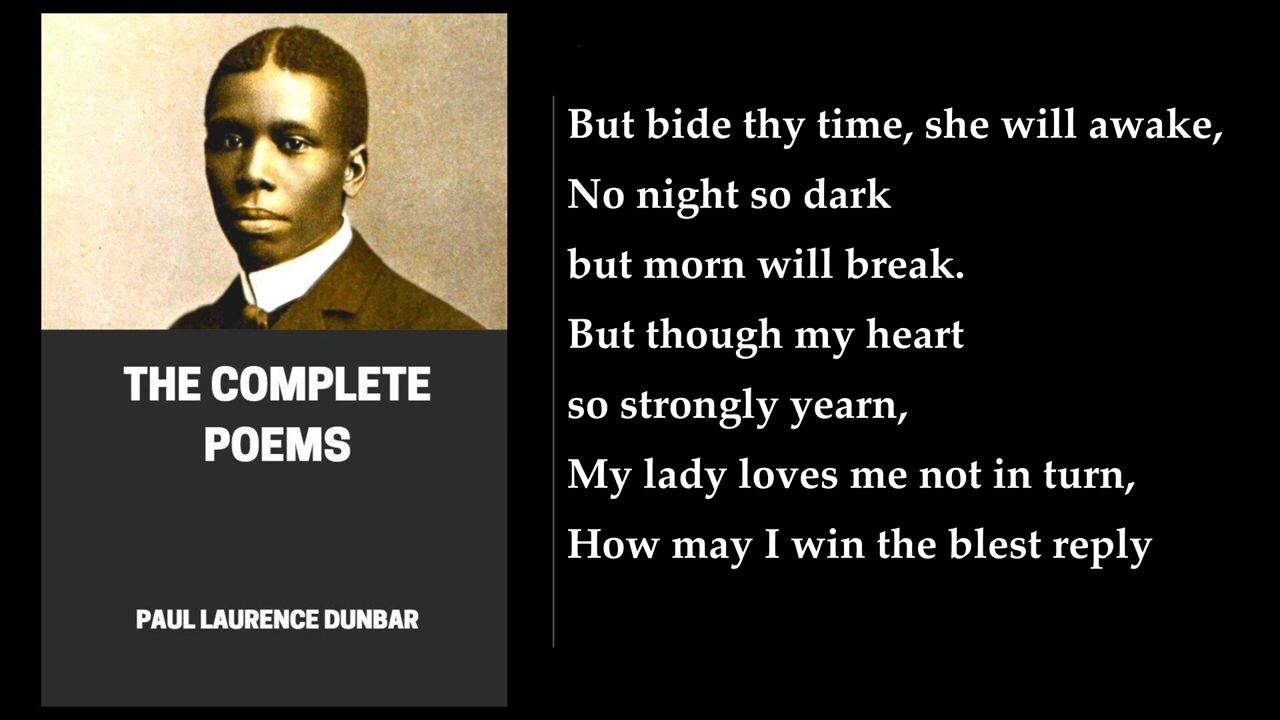 THE COMPLETE
POEMS
PAUL LAURENCE DUNBAR
But bide thy time, she will awake,
No night so dark
but morn will break.
But though my heart
so strongly yearn,
My lady loves me not in turn,
How may I win the blest reply